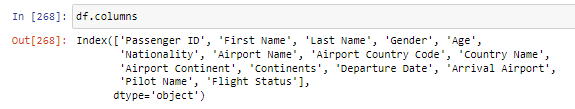 In [268]: df.columns
Out[268]: Index(['Passenger ID', 'First Name', 'Last Name', 'Gender', 'Age',
'Nationality', 'Airport Name', 'Airport Country Code', 'Country Name',
'Airport Continent', 'Continents', 'Departure Date', 'Arrival Airport',
'Pilot Name', 'Flight Status'],
dtype='object')